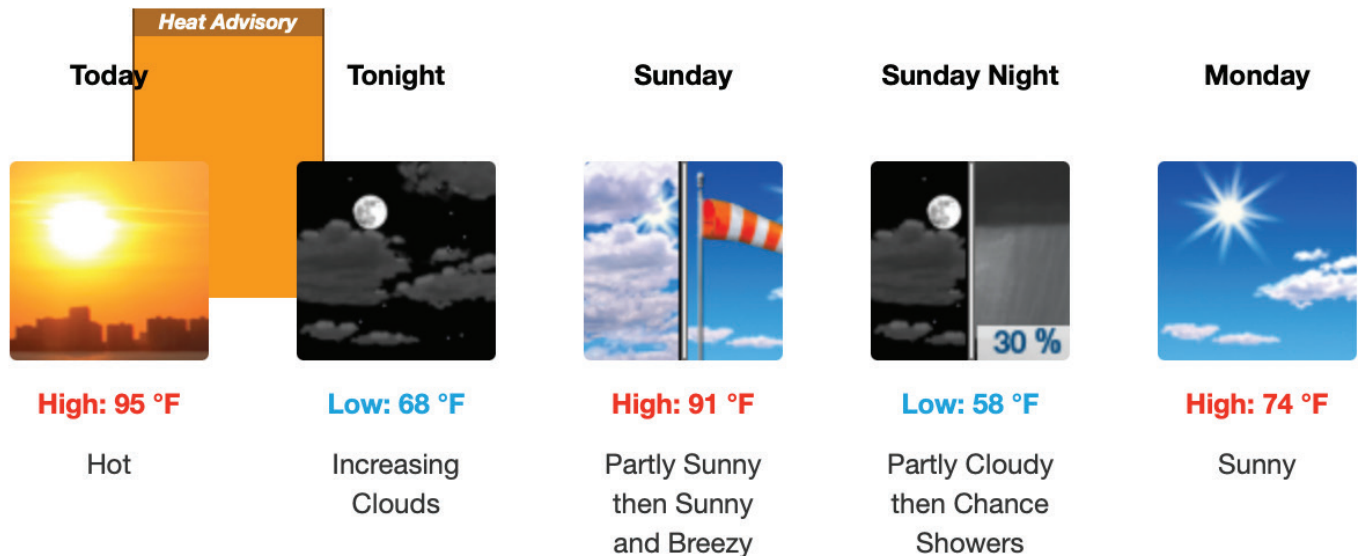 Heat Advisory
Today
Tonight
Sunday
Sunday Night
Monday
30 %
High: 95 °F
Low: 68 °F
High: 91 °F
Low: 58 °F
High: 74 °F
Hot
Increasing
Clouds
Partly Sunny
then Sunny
and Breezy
Partly Cloudy
then Chance
Showers
Sunny